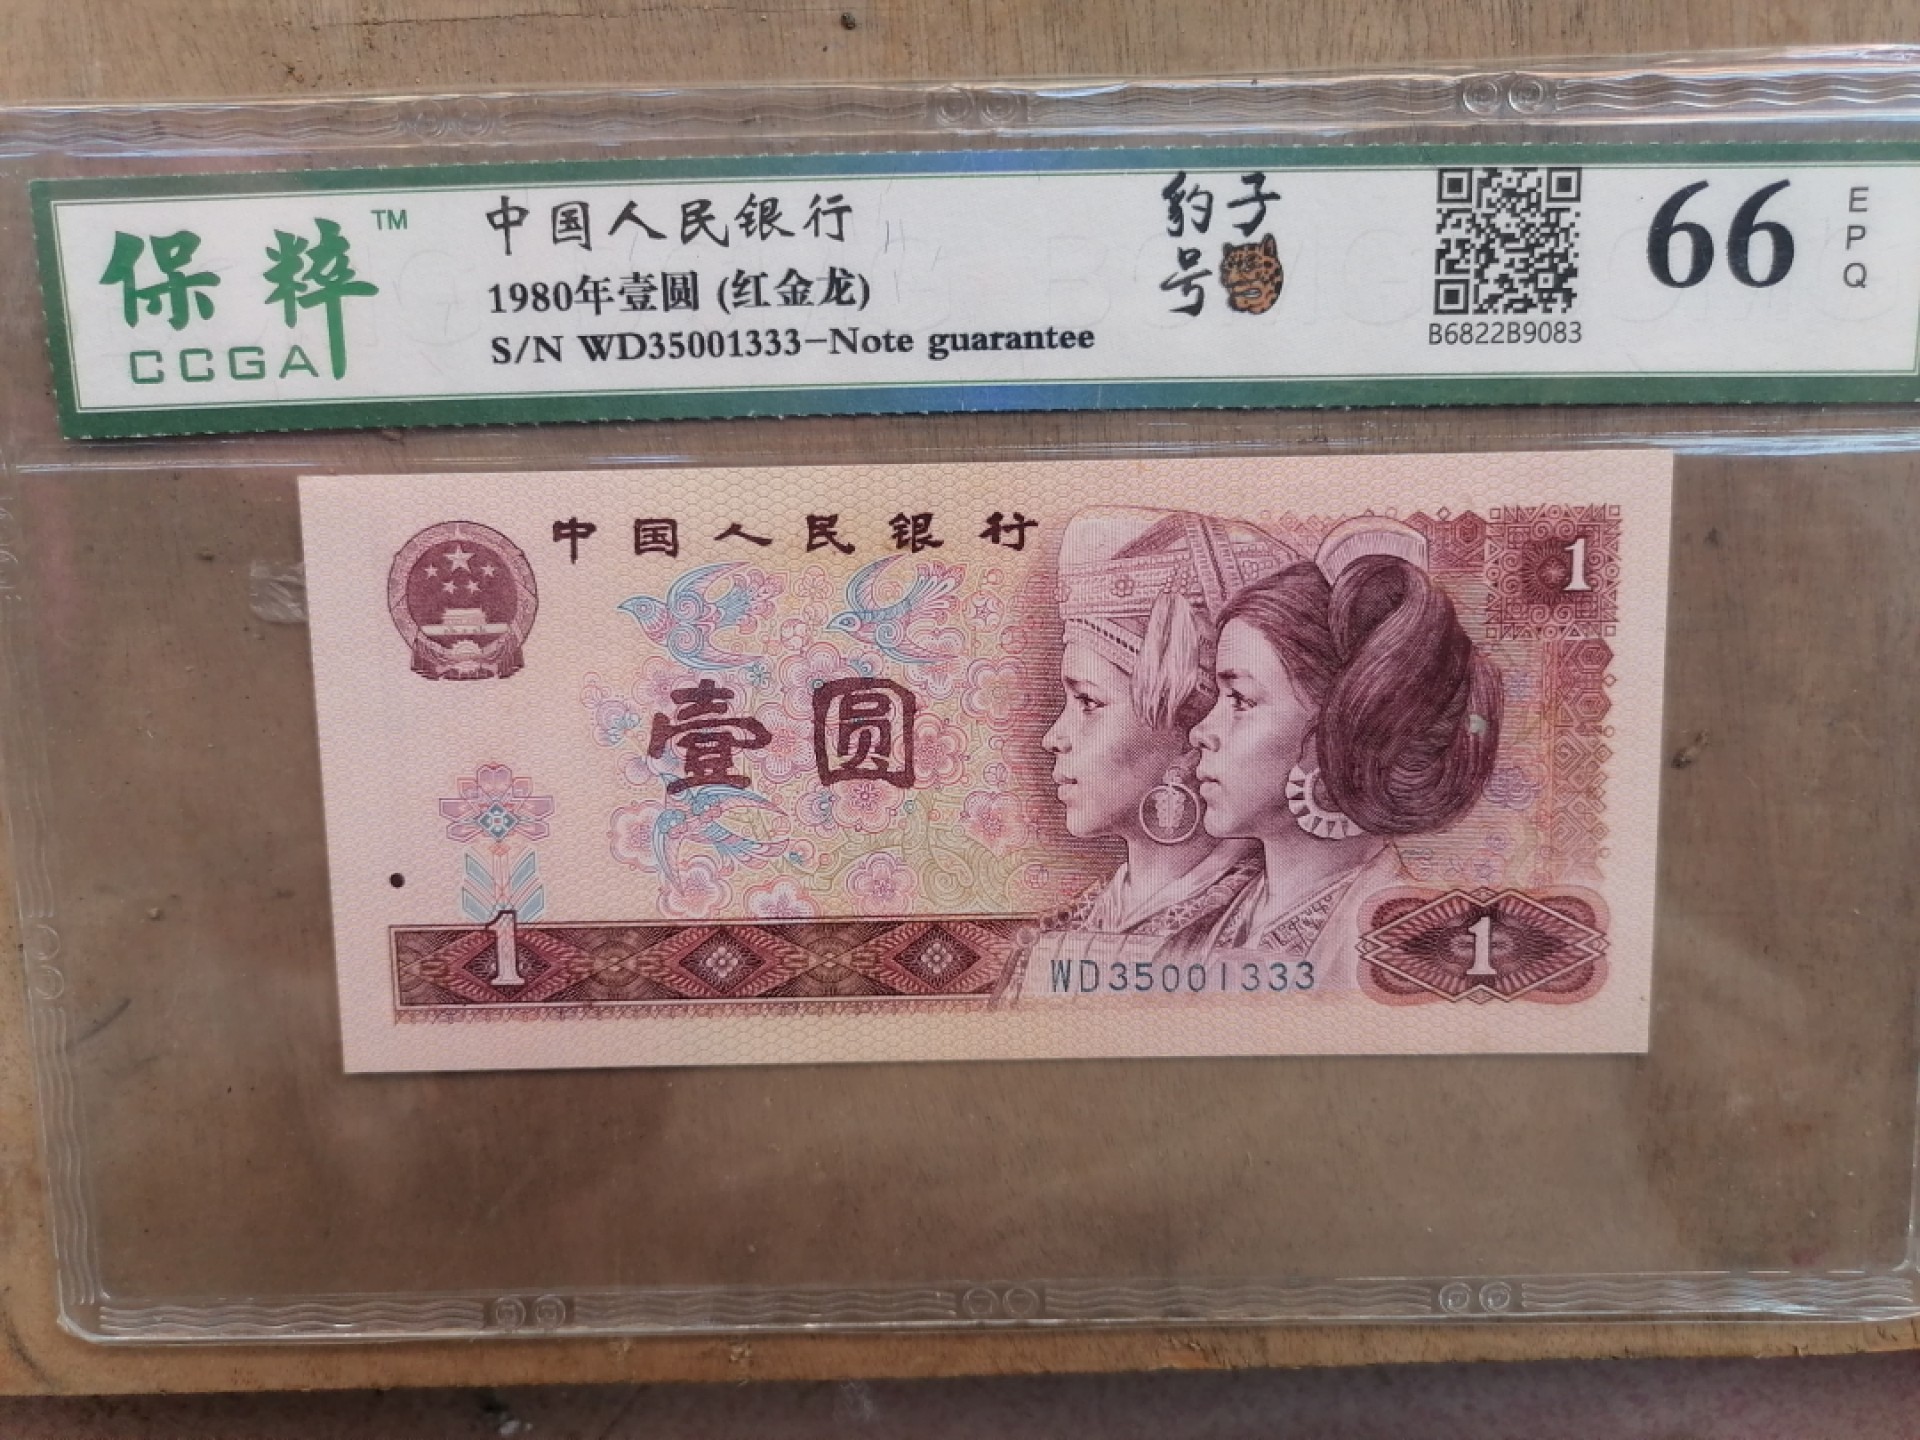 保粹™
CCGA
中国人民银行
1980年壹圆 (红金龙)
S/N WD35001333-Note guarantee
豹子
号
B6822B9083
66
EPQ
中国人民银行
1
壹圆
1
WD35001333
1